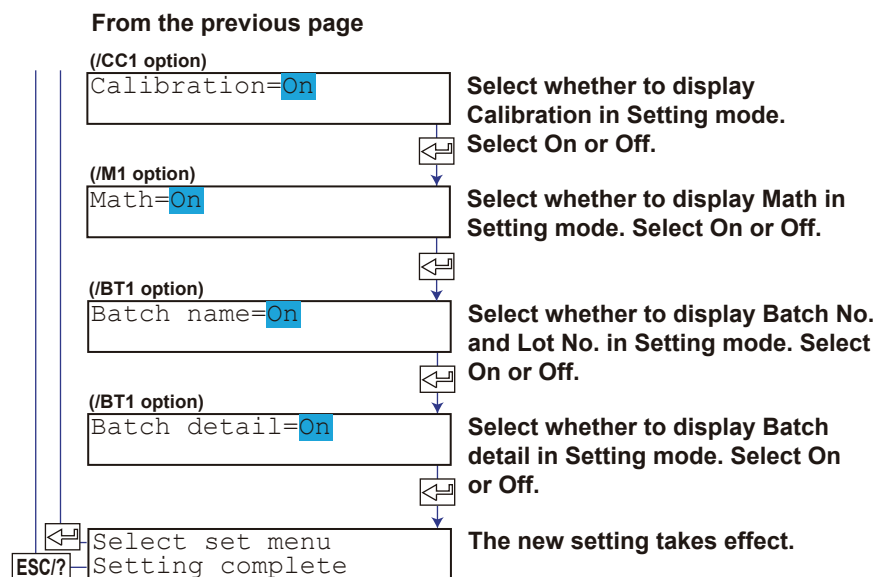 From the previous page
(/CC1 option)
Calibration=On
Select whether to display
Calibration in Setting mode.
Select On or Off.
(/M1 option)
Math=On
Select whether to display Math in
Setting mode. Select On or Off.
(/BT1 option)
Batch name=On
Select whether to display Batch No.
and Lot No. in Setting mode. Select
On or Off.
(/BT1 option)
Batch detail=On
Select whether to display Batch
detail in Setting mode. Select On
or Off.
Select set menu
Setting complete
The new setting takes effect.
ESC/?